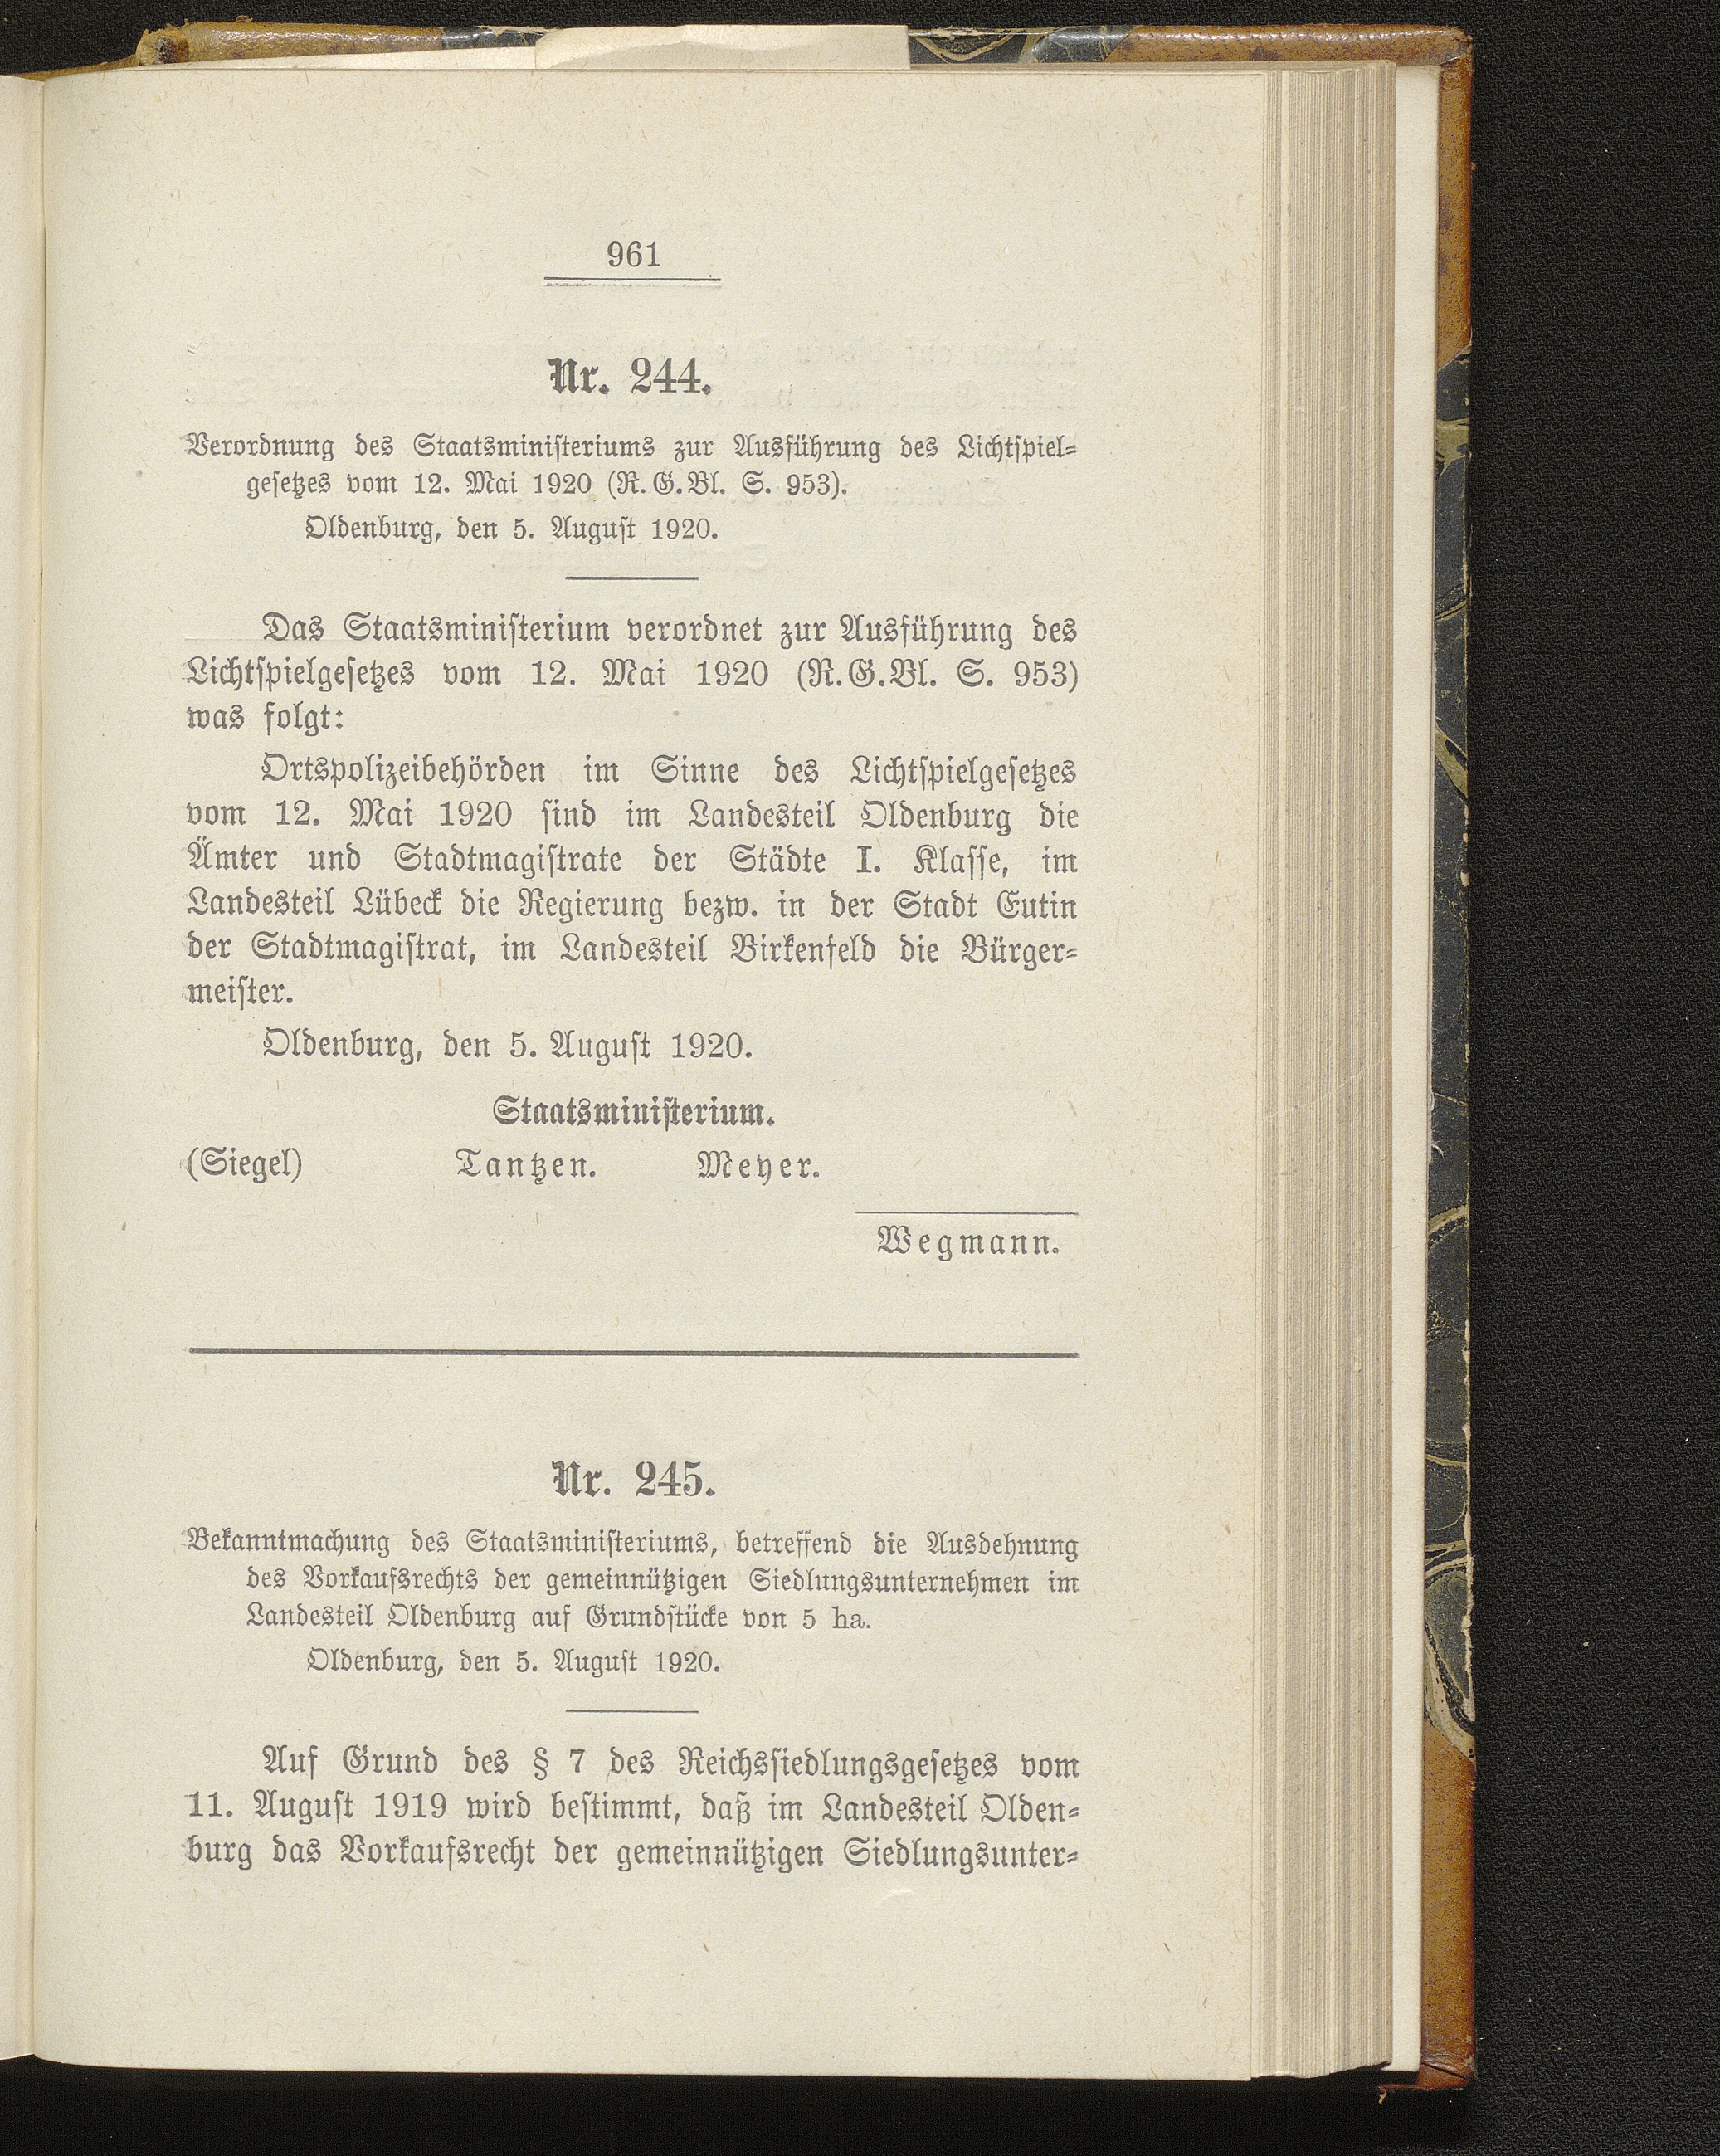 961
Nr. 244.
Verordnung des Staatsministeriums zur Ausführung des Lichtspiel-
gesetzes vom 12. Mai 1920 (R. G. Bl. S. 953).
Oldenburg, den 5. August 1920.
Das Staatsministerium verordnet zur Ausführung des
Lichtspielgesetzes vom 12. Mai 1920 (R. G. Bl. S. 953)
was folgt:
Ortspolizeibehörden im Sinne des Lichtspielgesetzes
vom 12. Mai 1920 sind im Landesteil Oldenburg die
Ämter und Stadtmagistrate der Städte I. Klasse, im
Landesteil Lübeck die Regierung bezw. in der Stadt Eutin
der Stadtmagistrat, im Landesteil Birkenfeld die Bürger-
meister.
Oldenburg, den 5. August 1920.
Staatsministerium.
(Siegel) Tantzen. Meyer.
Wegmann.
Nr. 245.
Bekanntmachung des Staatsministeriums, betreffend die Ausdehnung
des Vorkaufsrechts der gemeinnützigen Siedlungsunternehmen im
Landesteil Oldenburg auf Grundstücke von 5 ha.
Oldenburg, den 5. August 1920.
Auf Grund des § 7 des Reichssiedlungsgesetzes vom
11. August 1919 wird bestimmt, daß im Landesteil Olden-
burg das Vorkaufsrecht der gemeinnützigen Siedlungsunter-